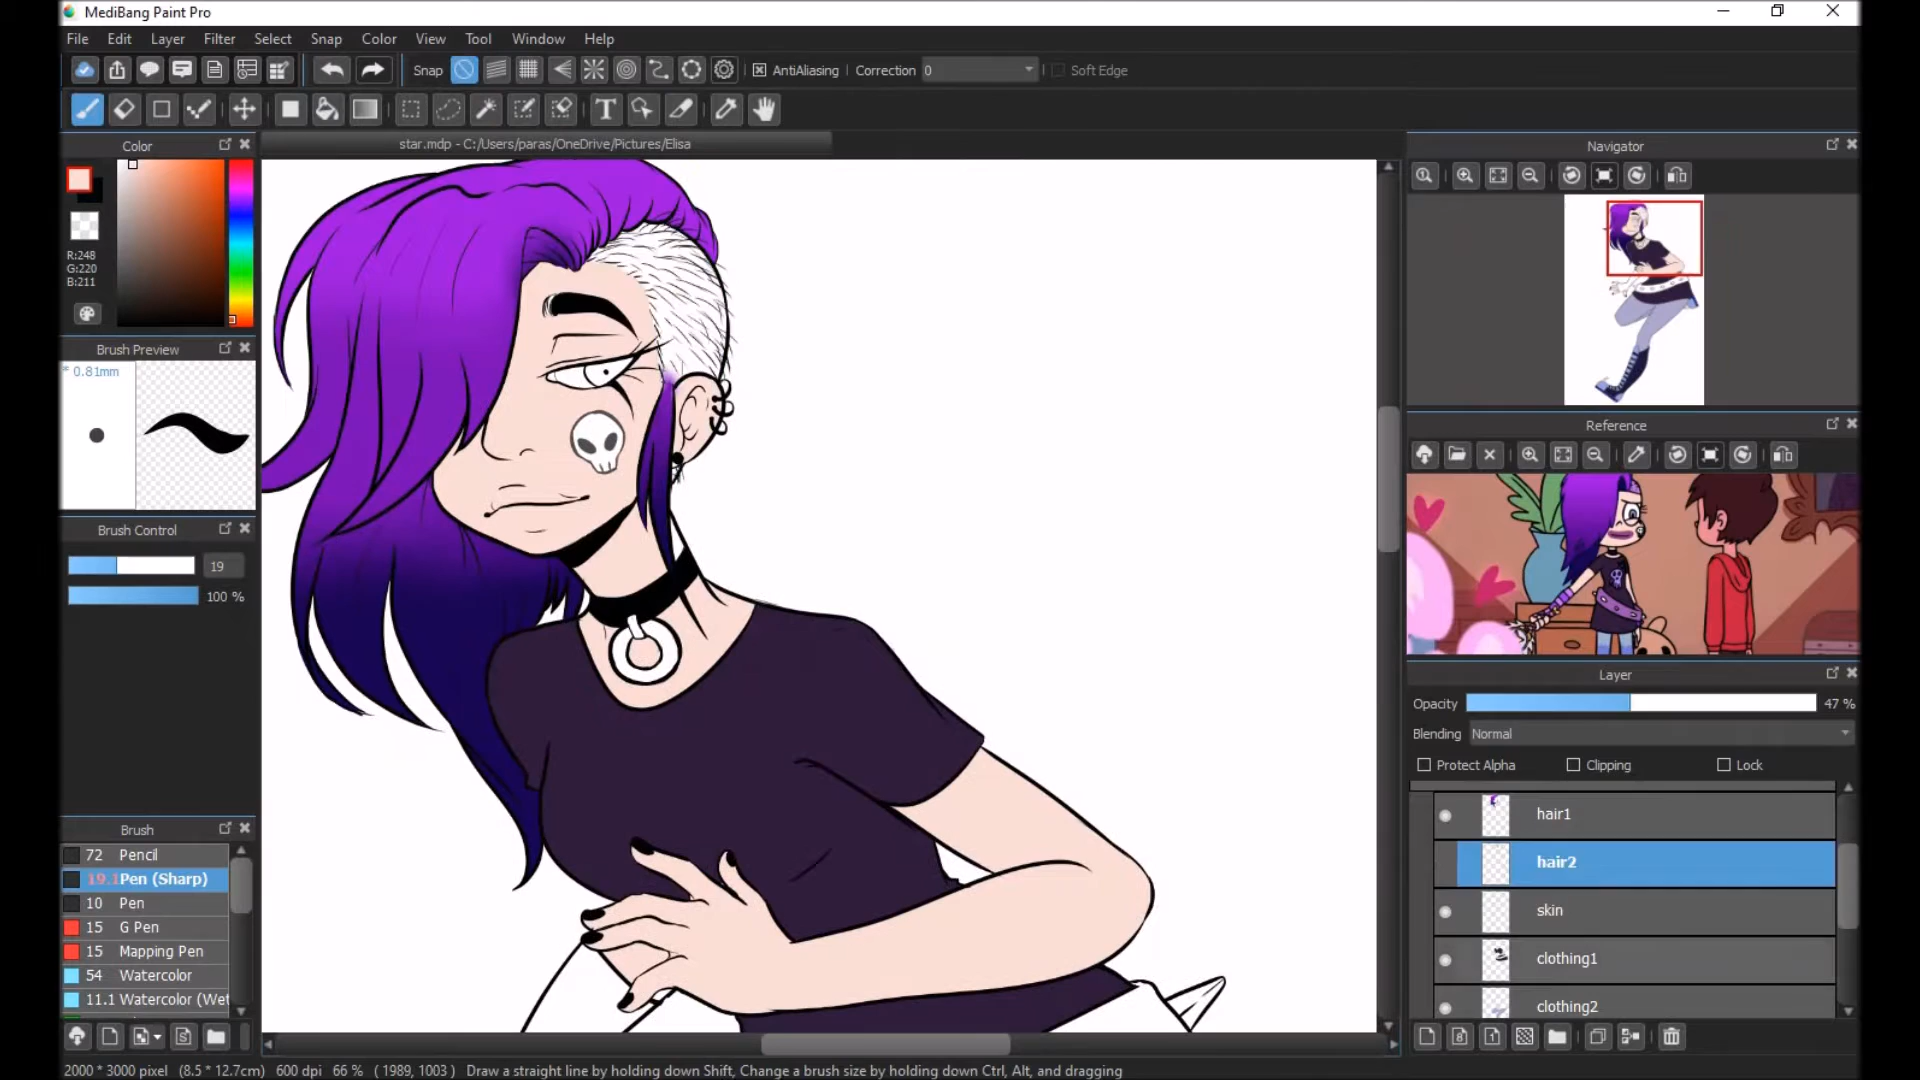 MediBang Paint Pro
File Edit Layer Filter Select Snap Color View Tool Window Help
Snap AntiAliasing Correction 0 Soft Edge
Color
star.mdp - C:/Users/paras/OneDrive/Pictures/Elisa
Navigator
R:248
G:220
B:211
Brush Preview
* 0.81mm
Reference
Brush Control
19
100 %
Layer
Opacity 47 %
Blending Normal
Protect Alpha Clipping Lock
hair1
hair2
skin
clothing1
clothing2
Brush
72 Pencil
19.1 Pen (Sharp)
10 Pen
15 G Pen
15 Mapping Pen
54 Watercolor
11.1 Watercolor (Wet
2000 * 3000 pixel (8.5 * 12.7cm) 600 dpi 66 % ( 1989, 1003 ) Draw a straight line by holding down Shift, Change a brush size by holding down Ctrl, Alt, and dragging